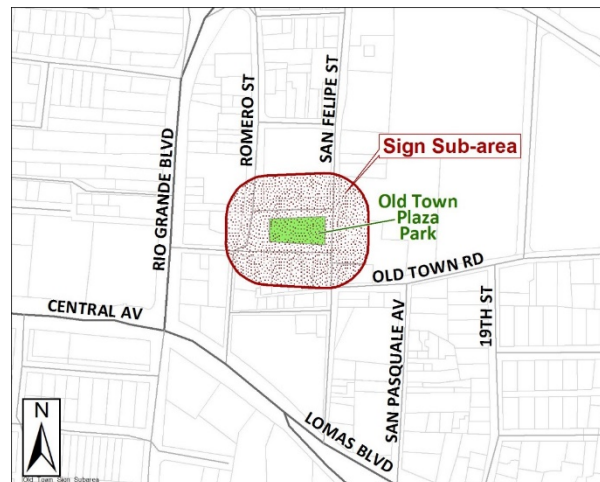 ROMERO ST
SAN FELIPE ST
RIO GRANDE BLVD
Sign Sub-area
Old Town
Plaza
Park
OLD TOWN RD
CENTRAL AV
SAN PASQUALE AV
19TH ST
LOMAS BLVD
N
Old Town Sign Subarea